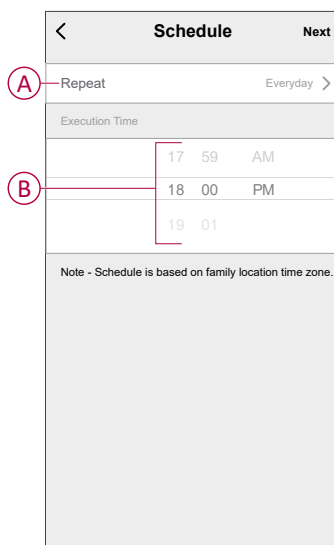 Schedule Next
A Repeat Everyday
Execution Time
17 59 AM
B 18 00 PM
19 01
Note - Schedule is based on family location time zone.